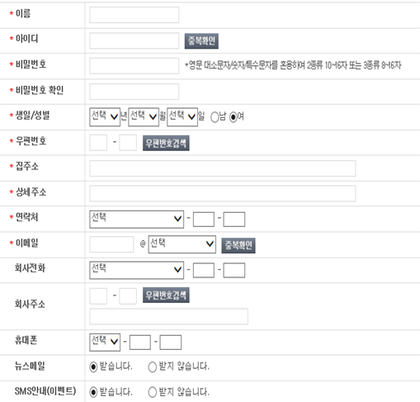 * 이름
* 아이디 중복확인
* 비밀번호 *영문 대소문자/숫자/특수문자를 혼용하여 2종류 10~16자 또는 3종류 8~16자
* 비밀번호 확인
* 생일/성별 선택 년 선택 월 선택 일 남 여
* 우편번호 - 우편번호검색
* 집주소
* 상세주소
* 연락처 선택 - -
* 이메일 @ 선택 중복확인
회사전화 선택 - -
회사주소 - 우편번호검색
휴대폰 선택 - -
뉴스메일 받습니다. 받지 않습니다.
SMS안내(이벤트) 받습니다. 받지 않습니다.